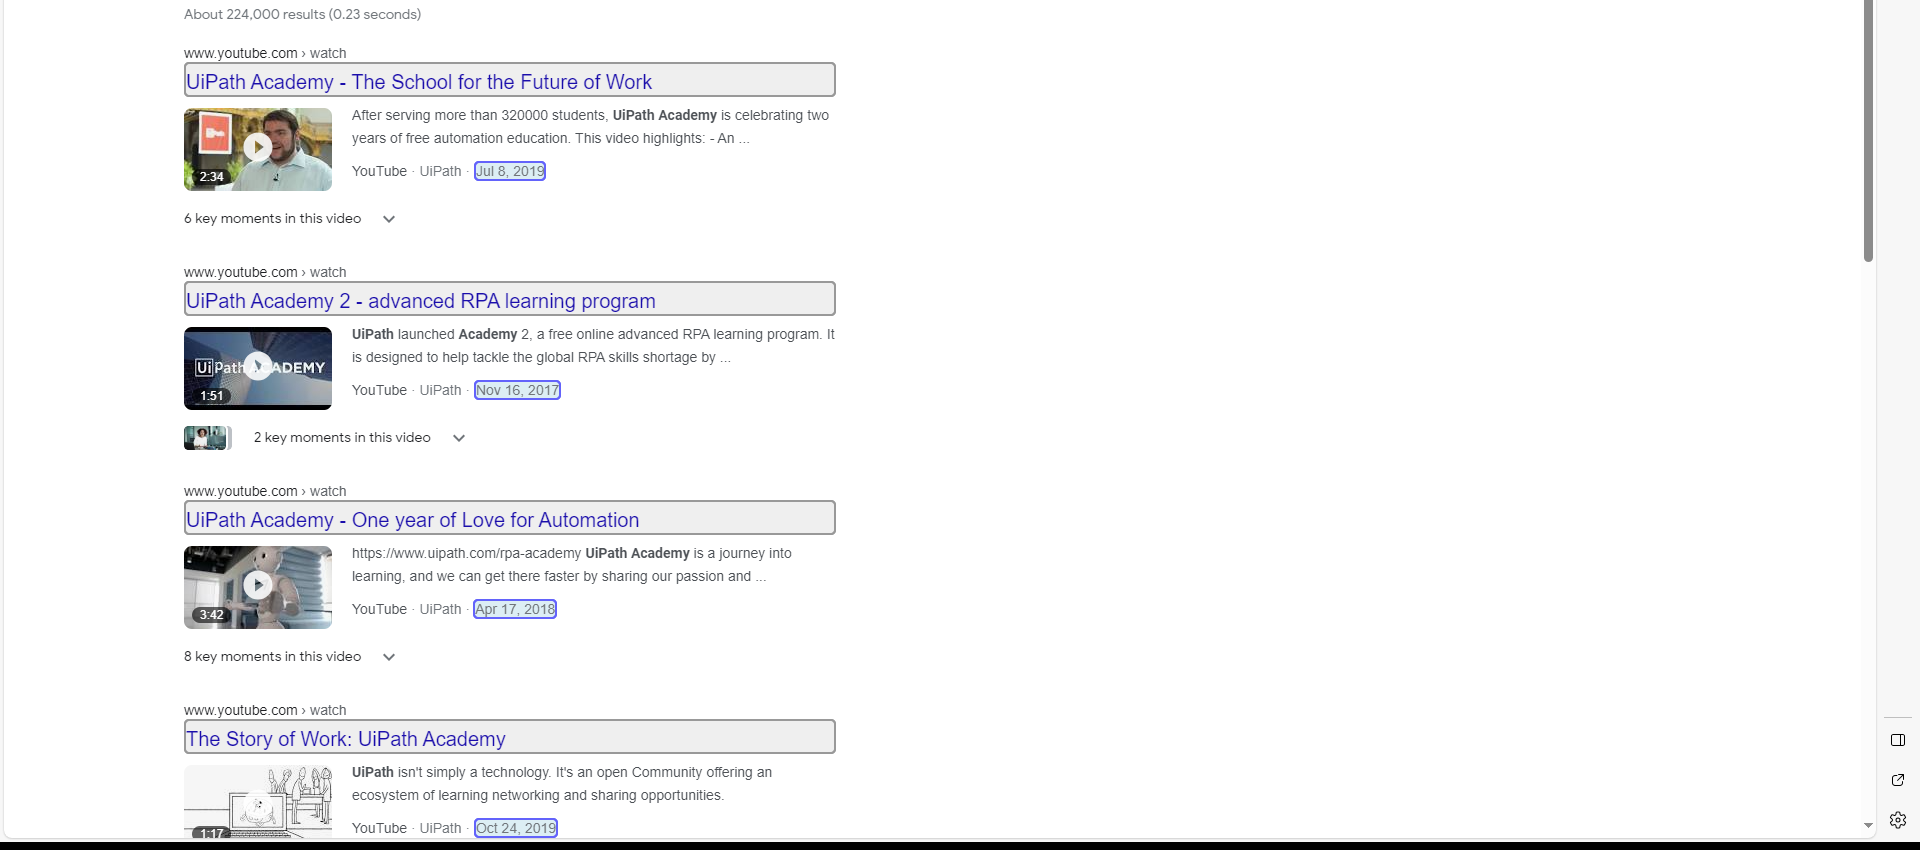 About 224,000 results (0.23 seconds)
www.youtube.com › watch
UiPath Academy - The School for the Future of Work
After serving more than 320000 students, UiPath Academy is celebrating two
years of free automation education. This video highlights: - An ...
2:34
YouTube · UiPath · Jul 8, 2019
6 key moments in this video
www.youtube.com › watch
UiPath Academy 2 - advanced RPA learning program
UiPath launched Academy 2, a free online advanced RPA learning program. It
is designed to help tackle the global RPA skills shortage by ...
UiPath ACADEMY
1:51
YouTube · UiPath · Nov 16, 2017
2 key moments in this video
www.youtube.com › watch
UiPath Academy - One year of Love for Automation
https://www.uipath.com/rpa-academy UiPath Academy is a journey into
learning, and we can get there faster by sharing our passion and ...
3:42
YouTube · UiPath · Apr 17, 2018
8 key moments in this video
www.youtube.com › watch
The Story of Work: UiPath Academy
UiPath isn't simply a technology. It's an open Community offering an
ecosystem of learning networking and sharing opportunities.
1:17
YouTube · UiPath · Oct 24, 2019